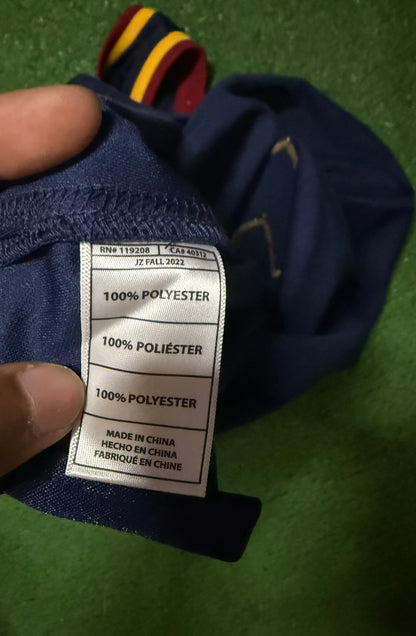 RN# 119208 CA# 40312
JZ FALL 2022
100% POLYESTER
100% POLIÉSTER
100% POLYESTER
MADE IN CHINA
HECHO EN CHINA
FABRIQUÉ EN CHINE